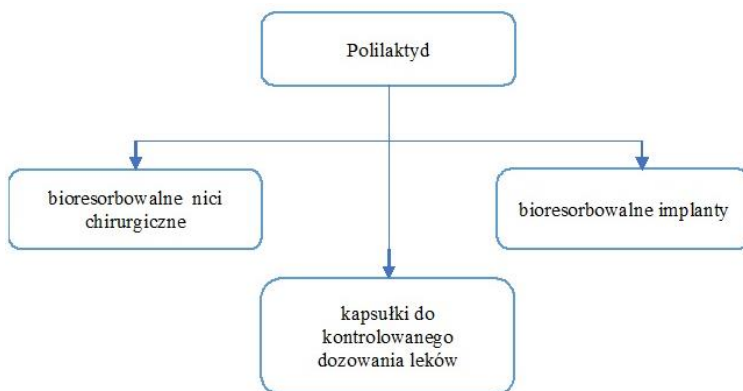 Polilaktyd
bioresorbowalne nici
chirurgiczne
bioresorbowalne implanty
kapsułki do
kontrolowanego
dozowania leków